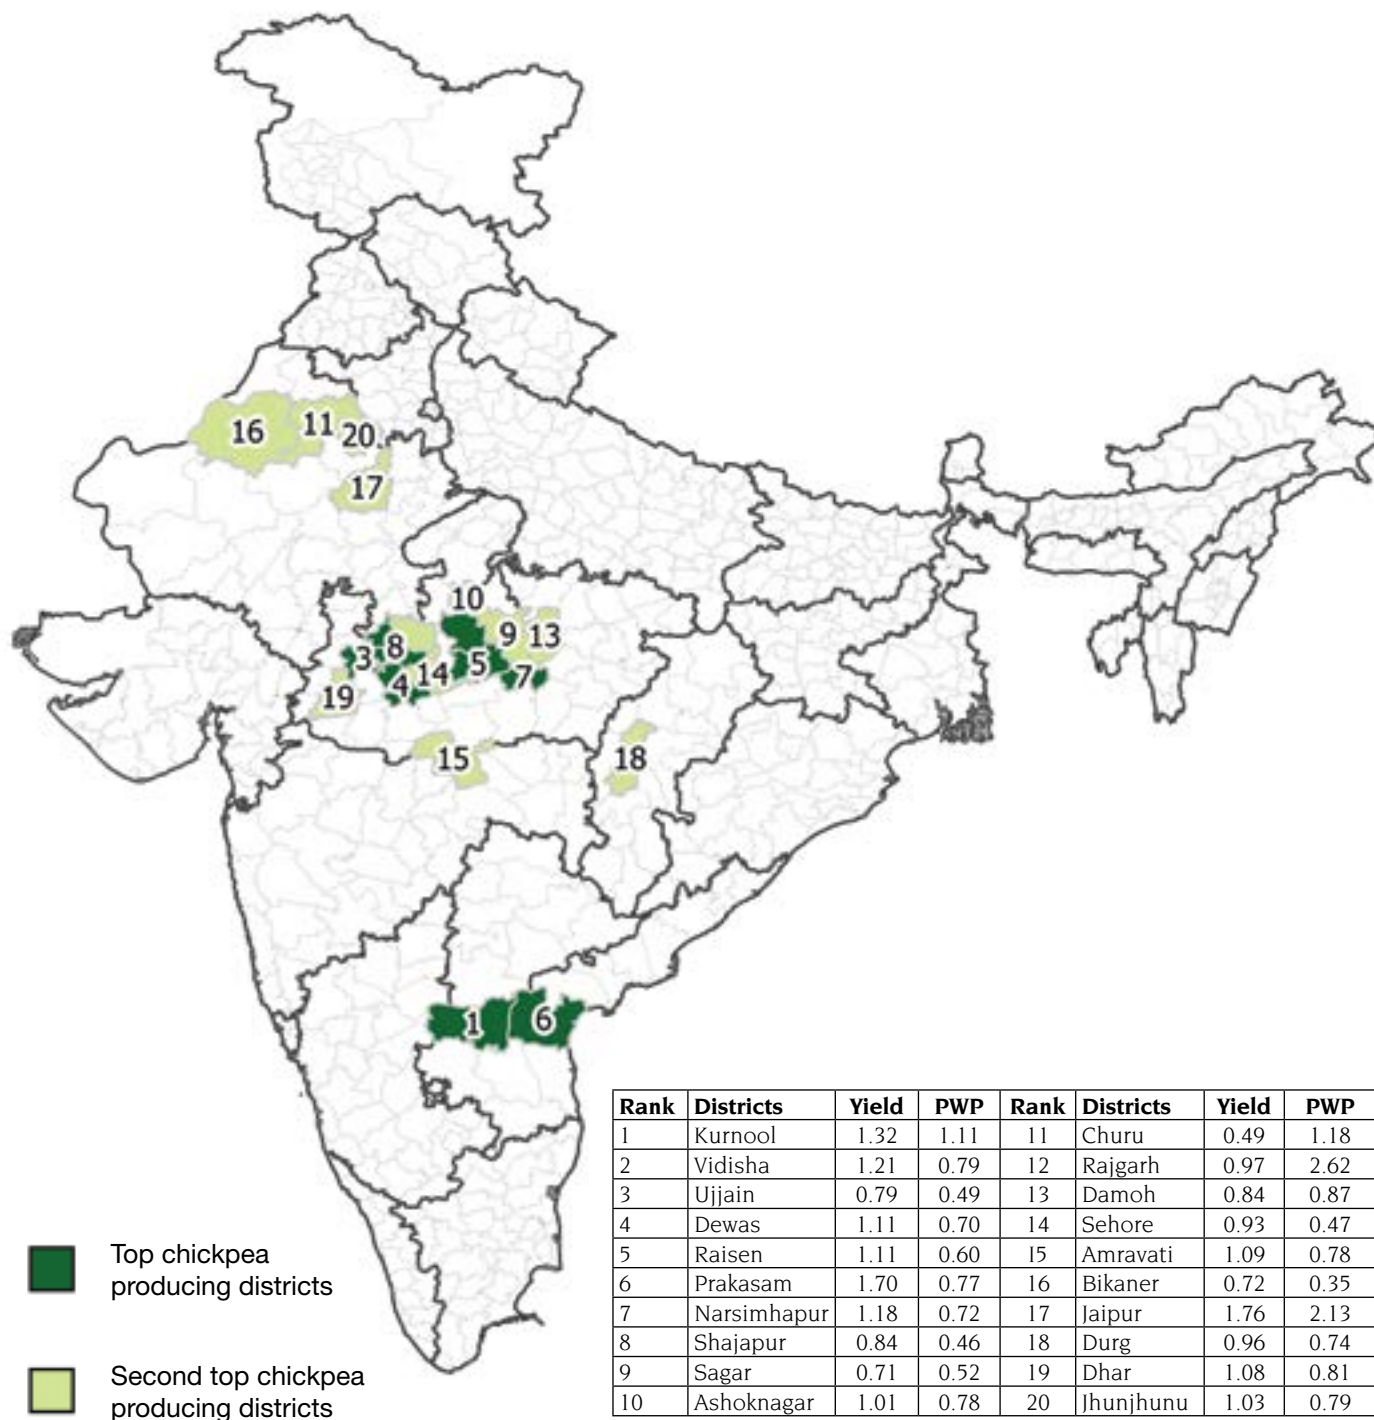 16
11
20
17
10
9
13
8
3
5
14
7
4
19
15
18
1
6
Rank Districts Yield PWP Rank Districts Yield PWP
1 Kurnool 1.32 1.11 11 Churu 0.49 1.18
2 Vidisha 1.21 0.79 12 Rajgarh 0.97 2.62
3 Ujjain 0.79 0.49 13 Damoh 0.84 0.87
4 Dewas 1.11 0.70 14 Sehore 0.93 0.47
5 Raisen 1.11 0.60 15 Amravati 1.09 0.78
6 Prakasam 1.70 0.77 16 Bikaner 0.72 0.35
7 Narsimhapur 1.18 0.72 17 Jaipur 1.76 2.13
8 Shajapur 0.84 0.46 18 Durg 0.96 0.74
9 Sagar 0.71 0.52 19 Dhar 1.08 0.81
10 Ashoknagar 1.01 0.78 20 Jhunjhunu 1.03 0.79
Top chickpea
producing districts
Second top chickpea
producing districts